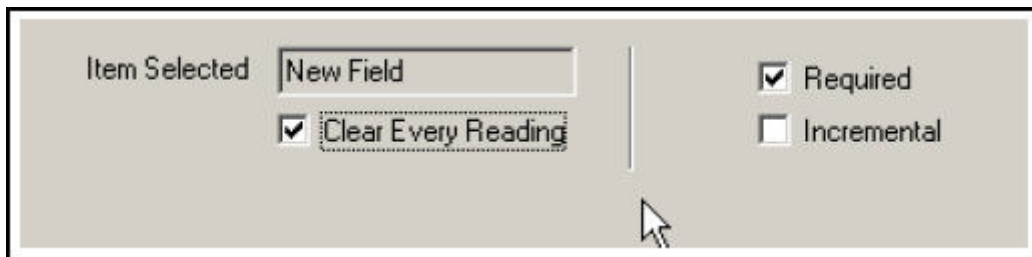 Item Selected New Field
Clear Every Reading
Required
Incremental